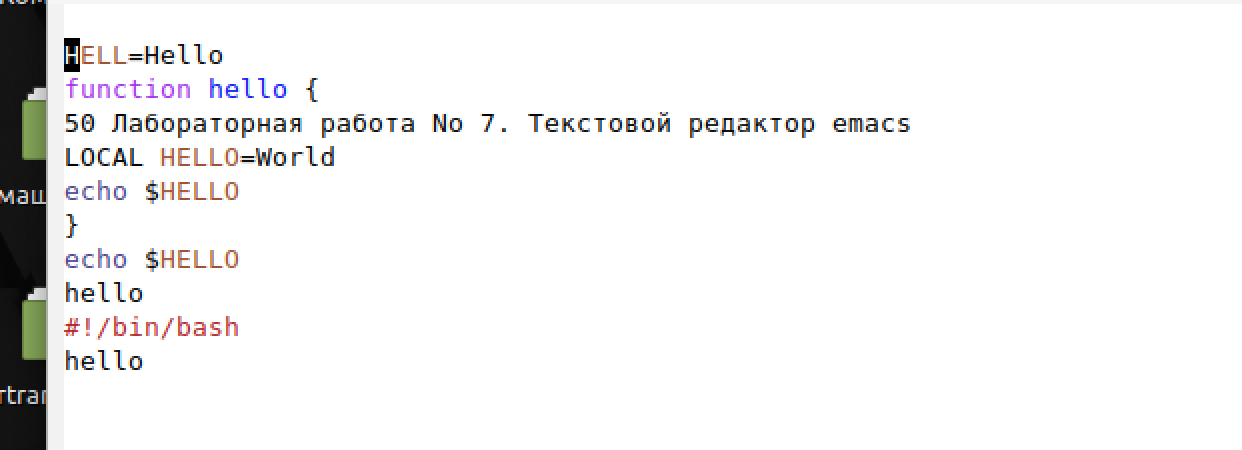 HELL=Hello
function hello {
50 Лабораторная работа No 7. Текстовой редактор emacs
LOCAL HELLO=World
echo $HELLO
}
echo $HELLO
hello
#!/bin/bash
hello